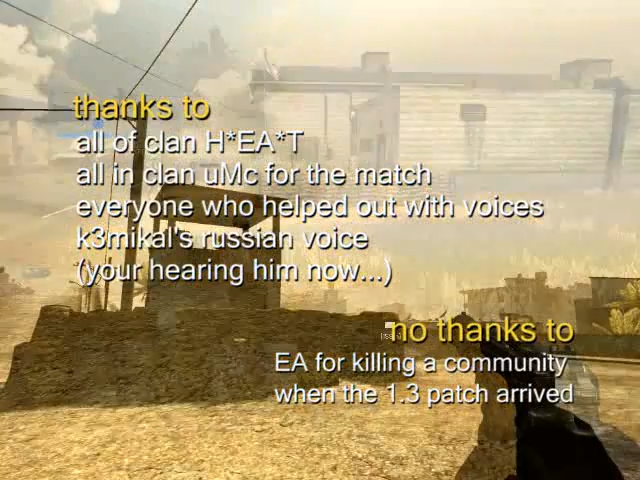 thanks to
all of clan H*EA*T
all in clan uMc for the match
everyone who helped out with voices
k3mikal's russian voice
(your hearing him now...)
no thanks to
EA for killing a community
when the 1.3 patch arrived